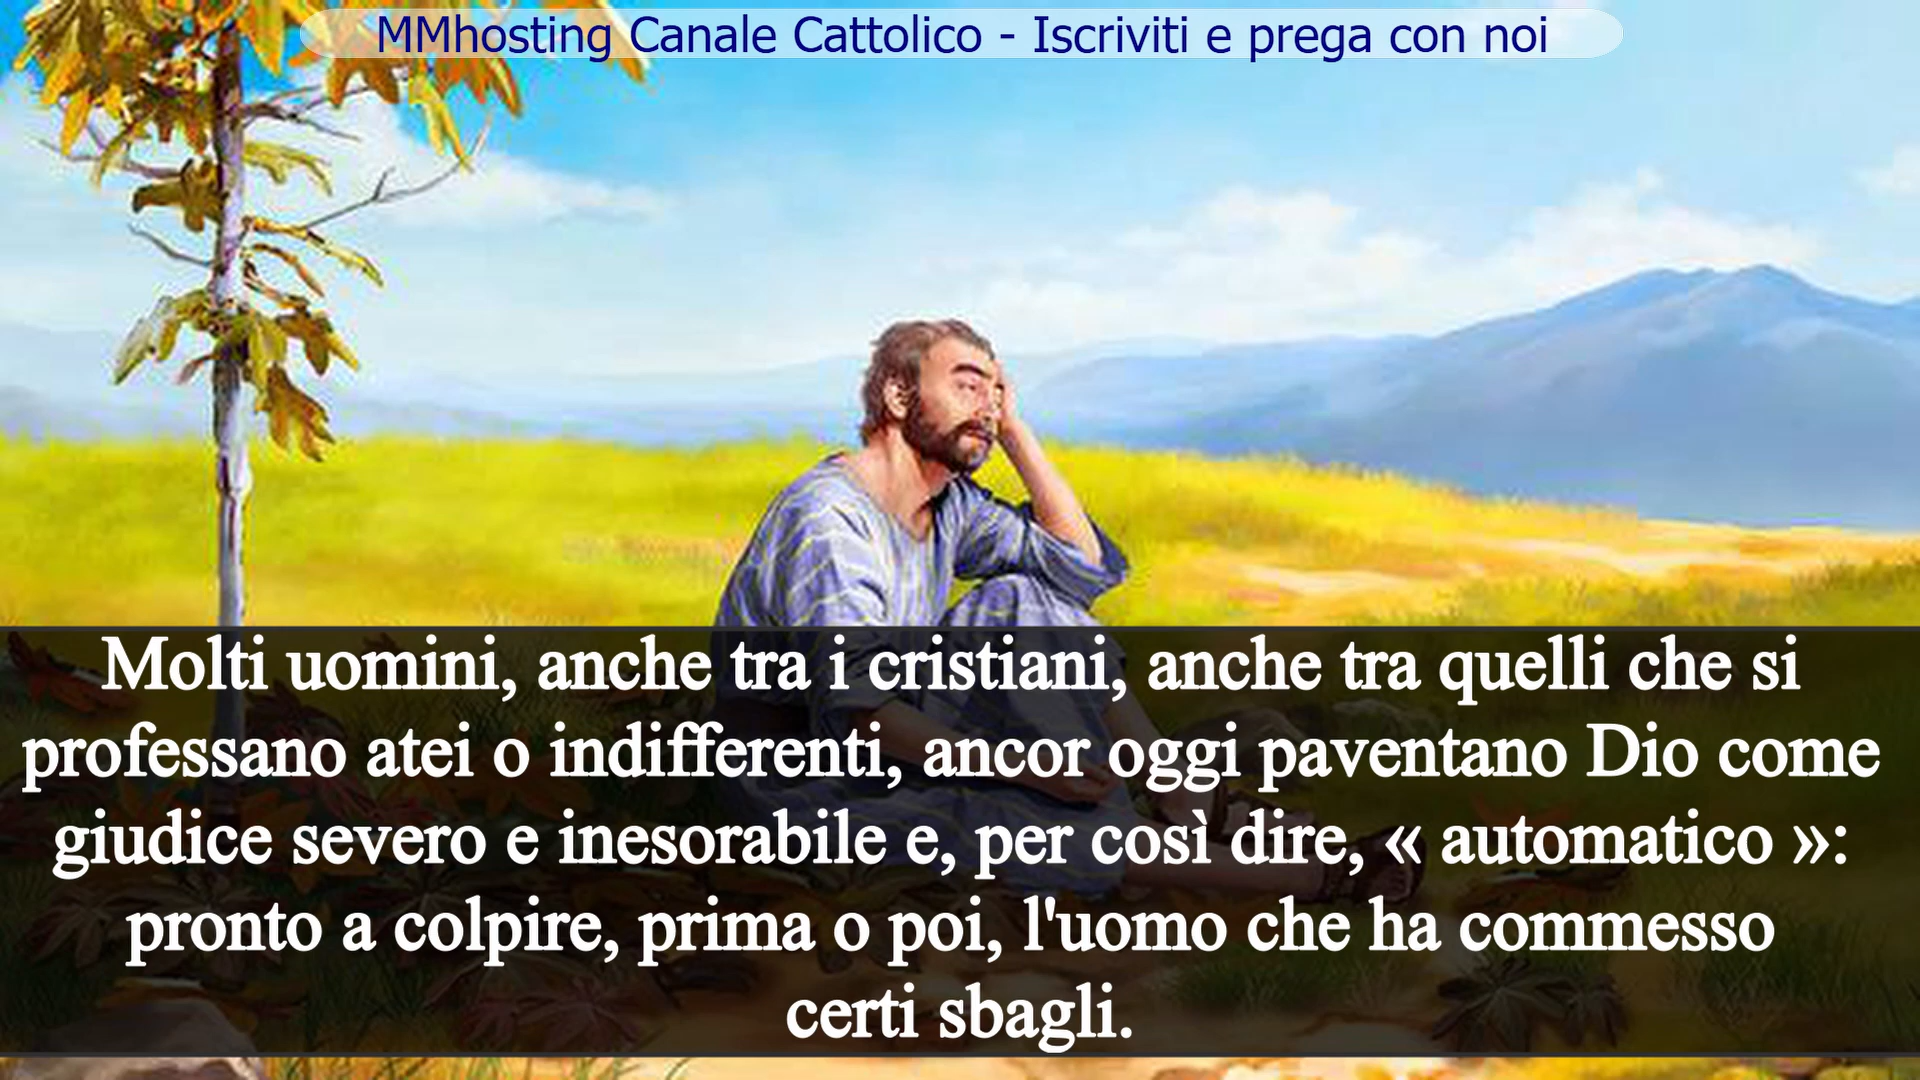 MMhosting Canale Cattolico - Iscriviti e prega con noi
Molti uomini, anche tra i cristiani, anche tra quelli che si
professano atei o indifferenti, ancor oggi paventano Dio come
giudice severo e inesorabile e, per così dire, « automatico »:
pronto a colpire, prima o poi, l'uomo che ha commesso
certi sbagli.